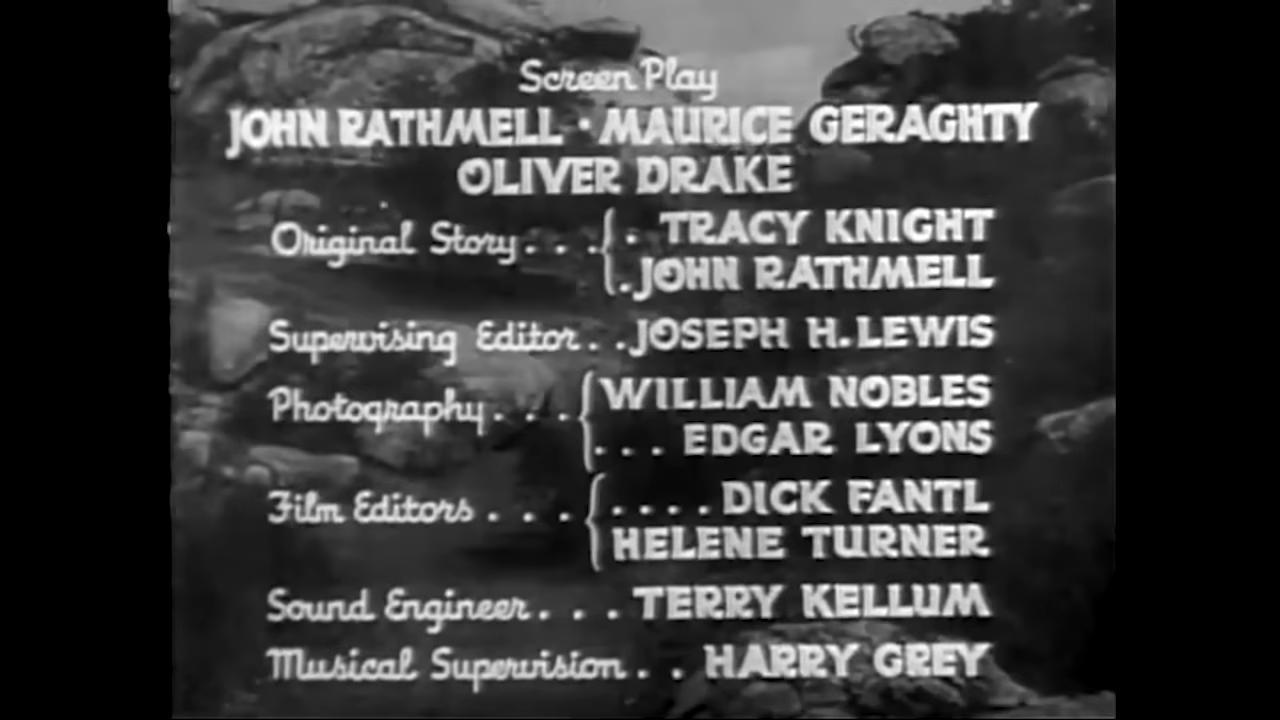 Screen Play
JOHN RATHMELL · MAURICE GERAGHTY
OLIVER DRAKE
Original Story . . . { . TRACY KNIGHT
. JOHN RATHMELL
Supervising Editor . . JOSEPH H. LEWIS
Photography . . . { WILLIAM NOBLES
. . . EDGAR LYONS
Film Editors . . . { . . . . DICK FANTL
HELENE TURNER
Sound Engineer . . . TERRY KELLUM
Musical Supervision . . HARRY GREY